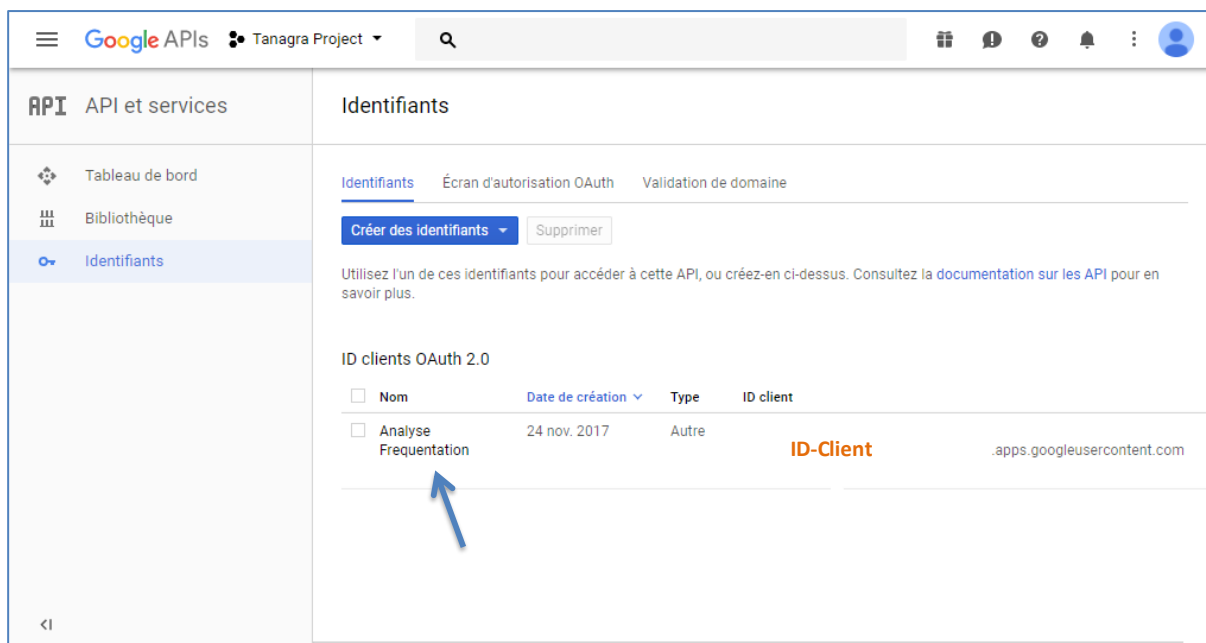 Google APIs Tanagra Project
API API et services
Identifiants
Tableau de bord
Bibliothèque
Identifiants
Identifiants Écran d'autorisation OAuth Validation de domaine
Créer des identifiants Supprimer
Utilisez l'un de ces identifiants pour accéder à cette API, ou créez-en ci-dessus. Consultez la documentation sur les API pour en
savoir plus.
ID clients OAuth 2.0
Nom Date de création Type ID client
Analyse 24 nov. 2017 Autre
Frequentation ID-Client .apps.googleusercontent.com